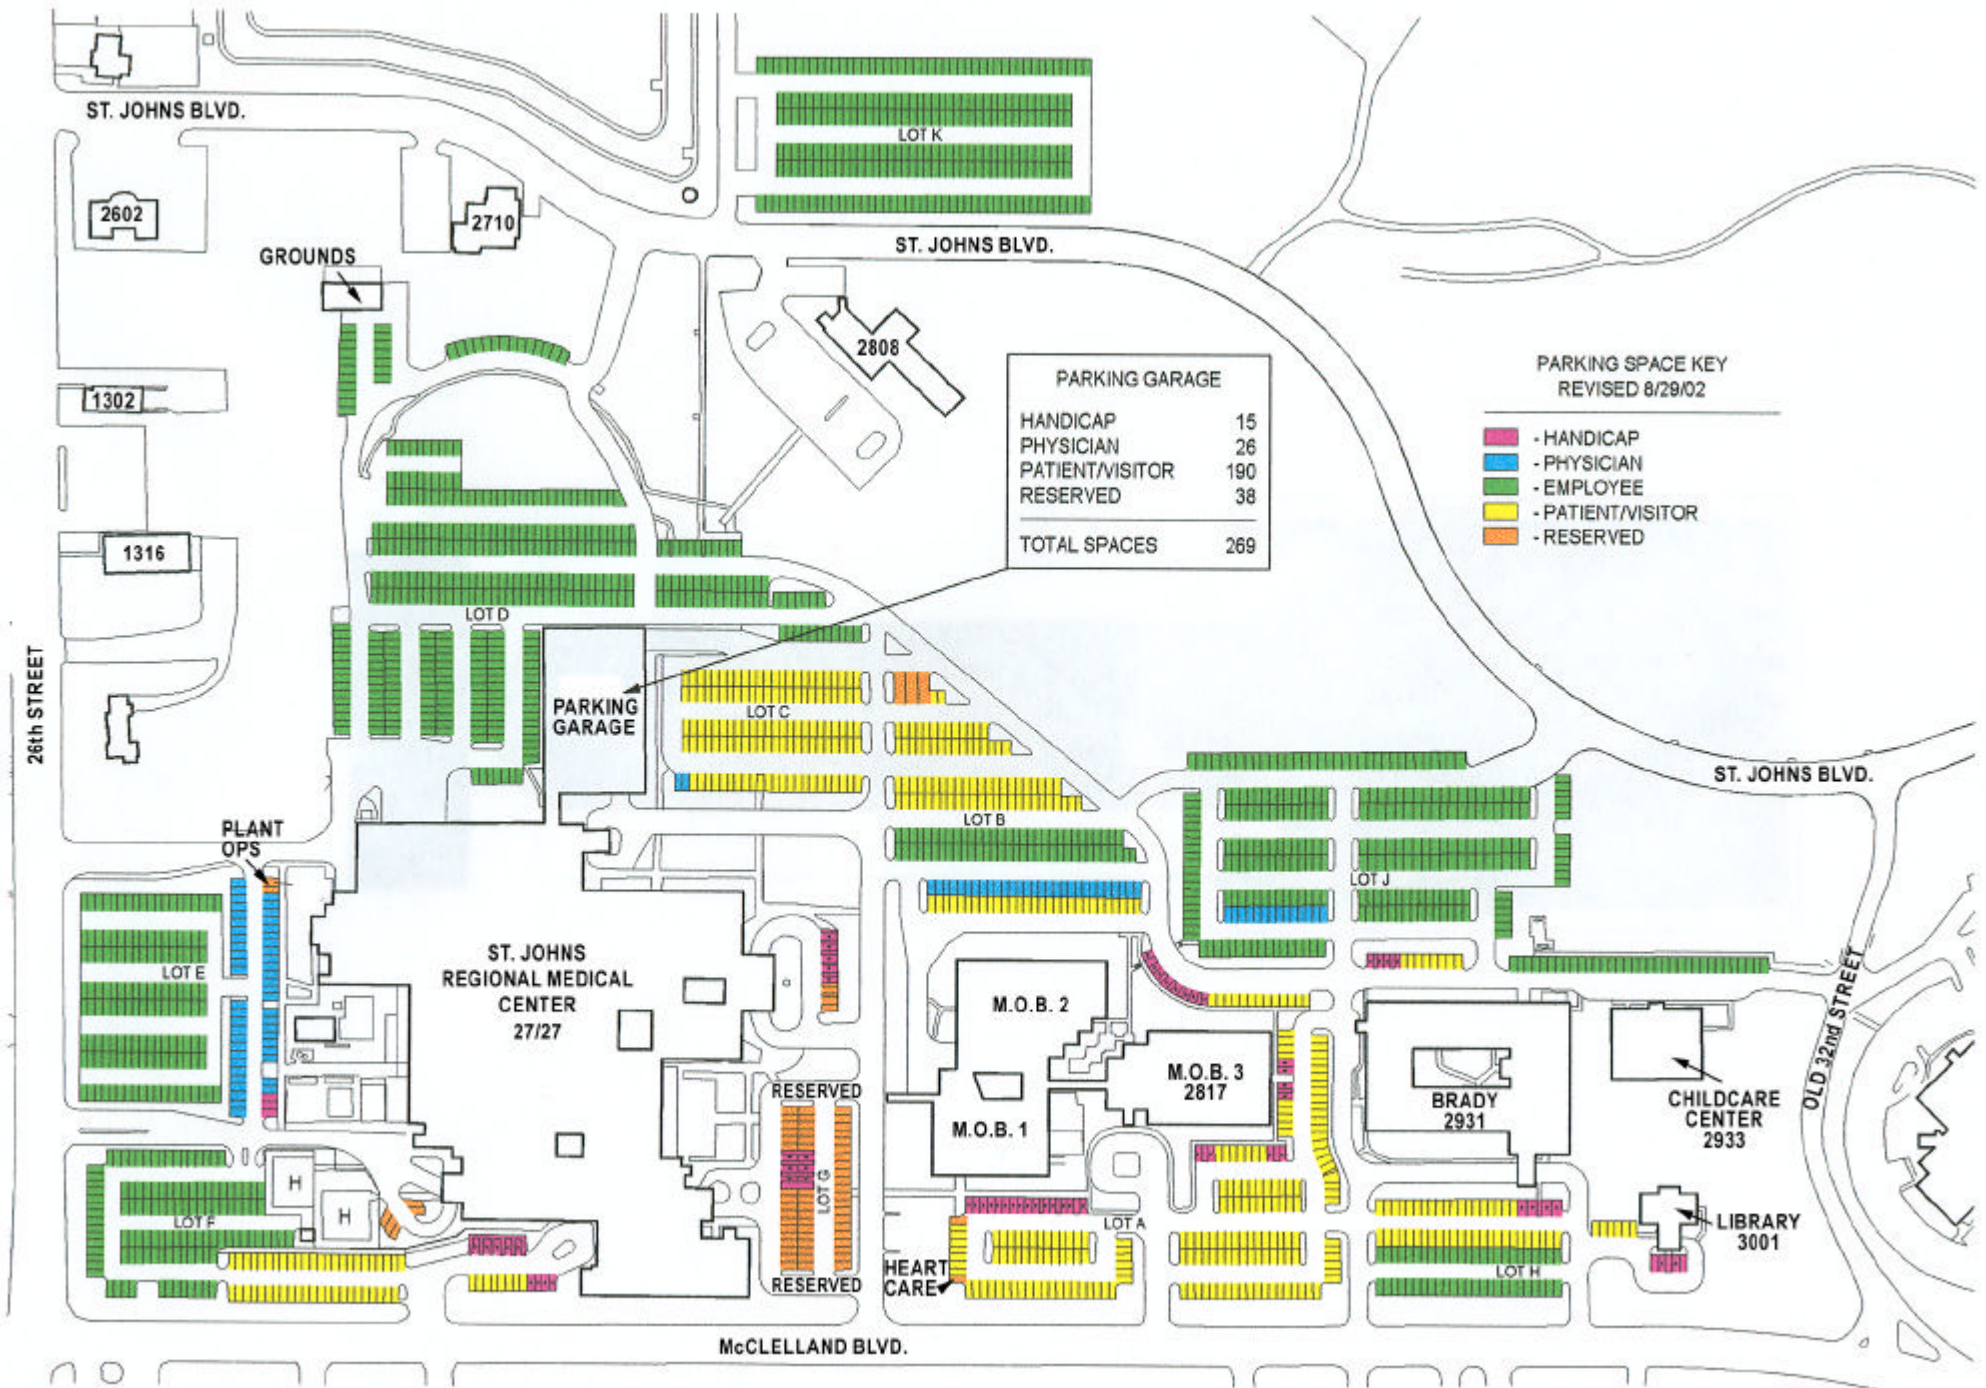 ST. JOHNS BLVD.
LOT K
2602
2710
ST. JOHNS BLVD.
GROUNDS
2808
PARKING GARAGE
HANDICAP 15
PHYSICIAN 26
PATIENT/VISITOR 190
RESERVED 38
TOTAL SPACES 269
PARKING SPACE KEY
REVISED 8/29/02
- HANDICAP
- PHYSICIAN
- EMPLOYEE
- PATIENT/VISITOR
- RESERVED
1302
1316
LOT D
26th STREET
PARKING
GARAGE
LOT C
ST. JOHNS BLVD.
LOT B
PLANT
OPS
LOT J
LOT E
ST. JOHNS
REGIONAL MEDICAL
CENTER
27/27
M.O.B. 2
M.O.B. 3
2817
M.O.B. 1
BRADY
2931
CHILDCARE
CENTER
2933
OLD 32nd STREET
RESERVED
LOT G
RESERVED
H
H
LOT F
LOT A
HEART
CARE
LOT H
LIBRARY
3001
McCLELLAND BLVD.